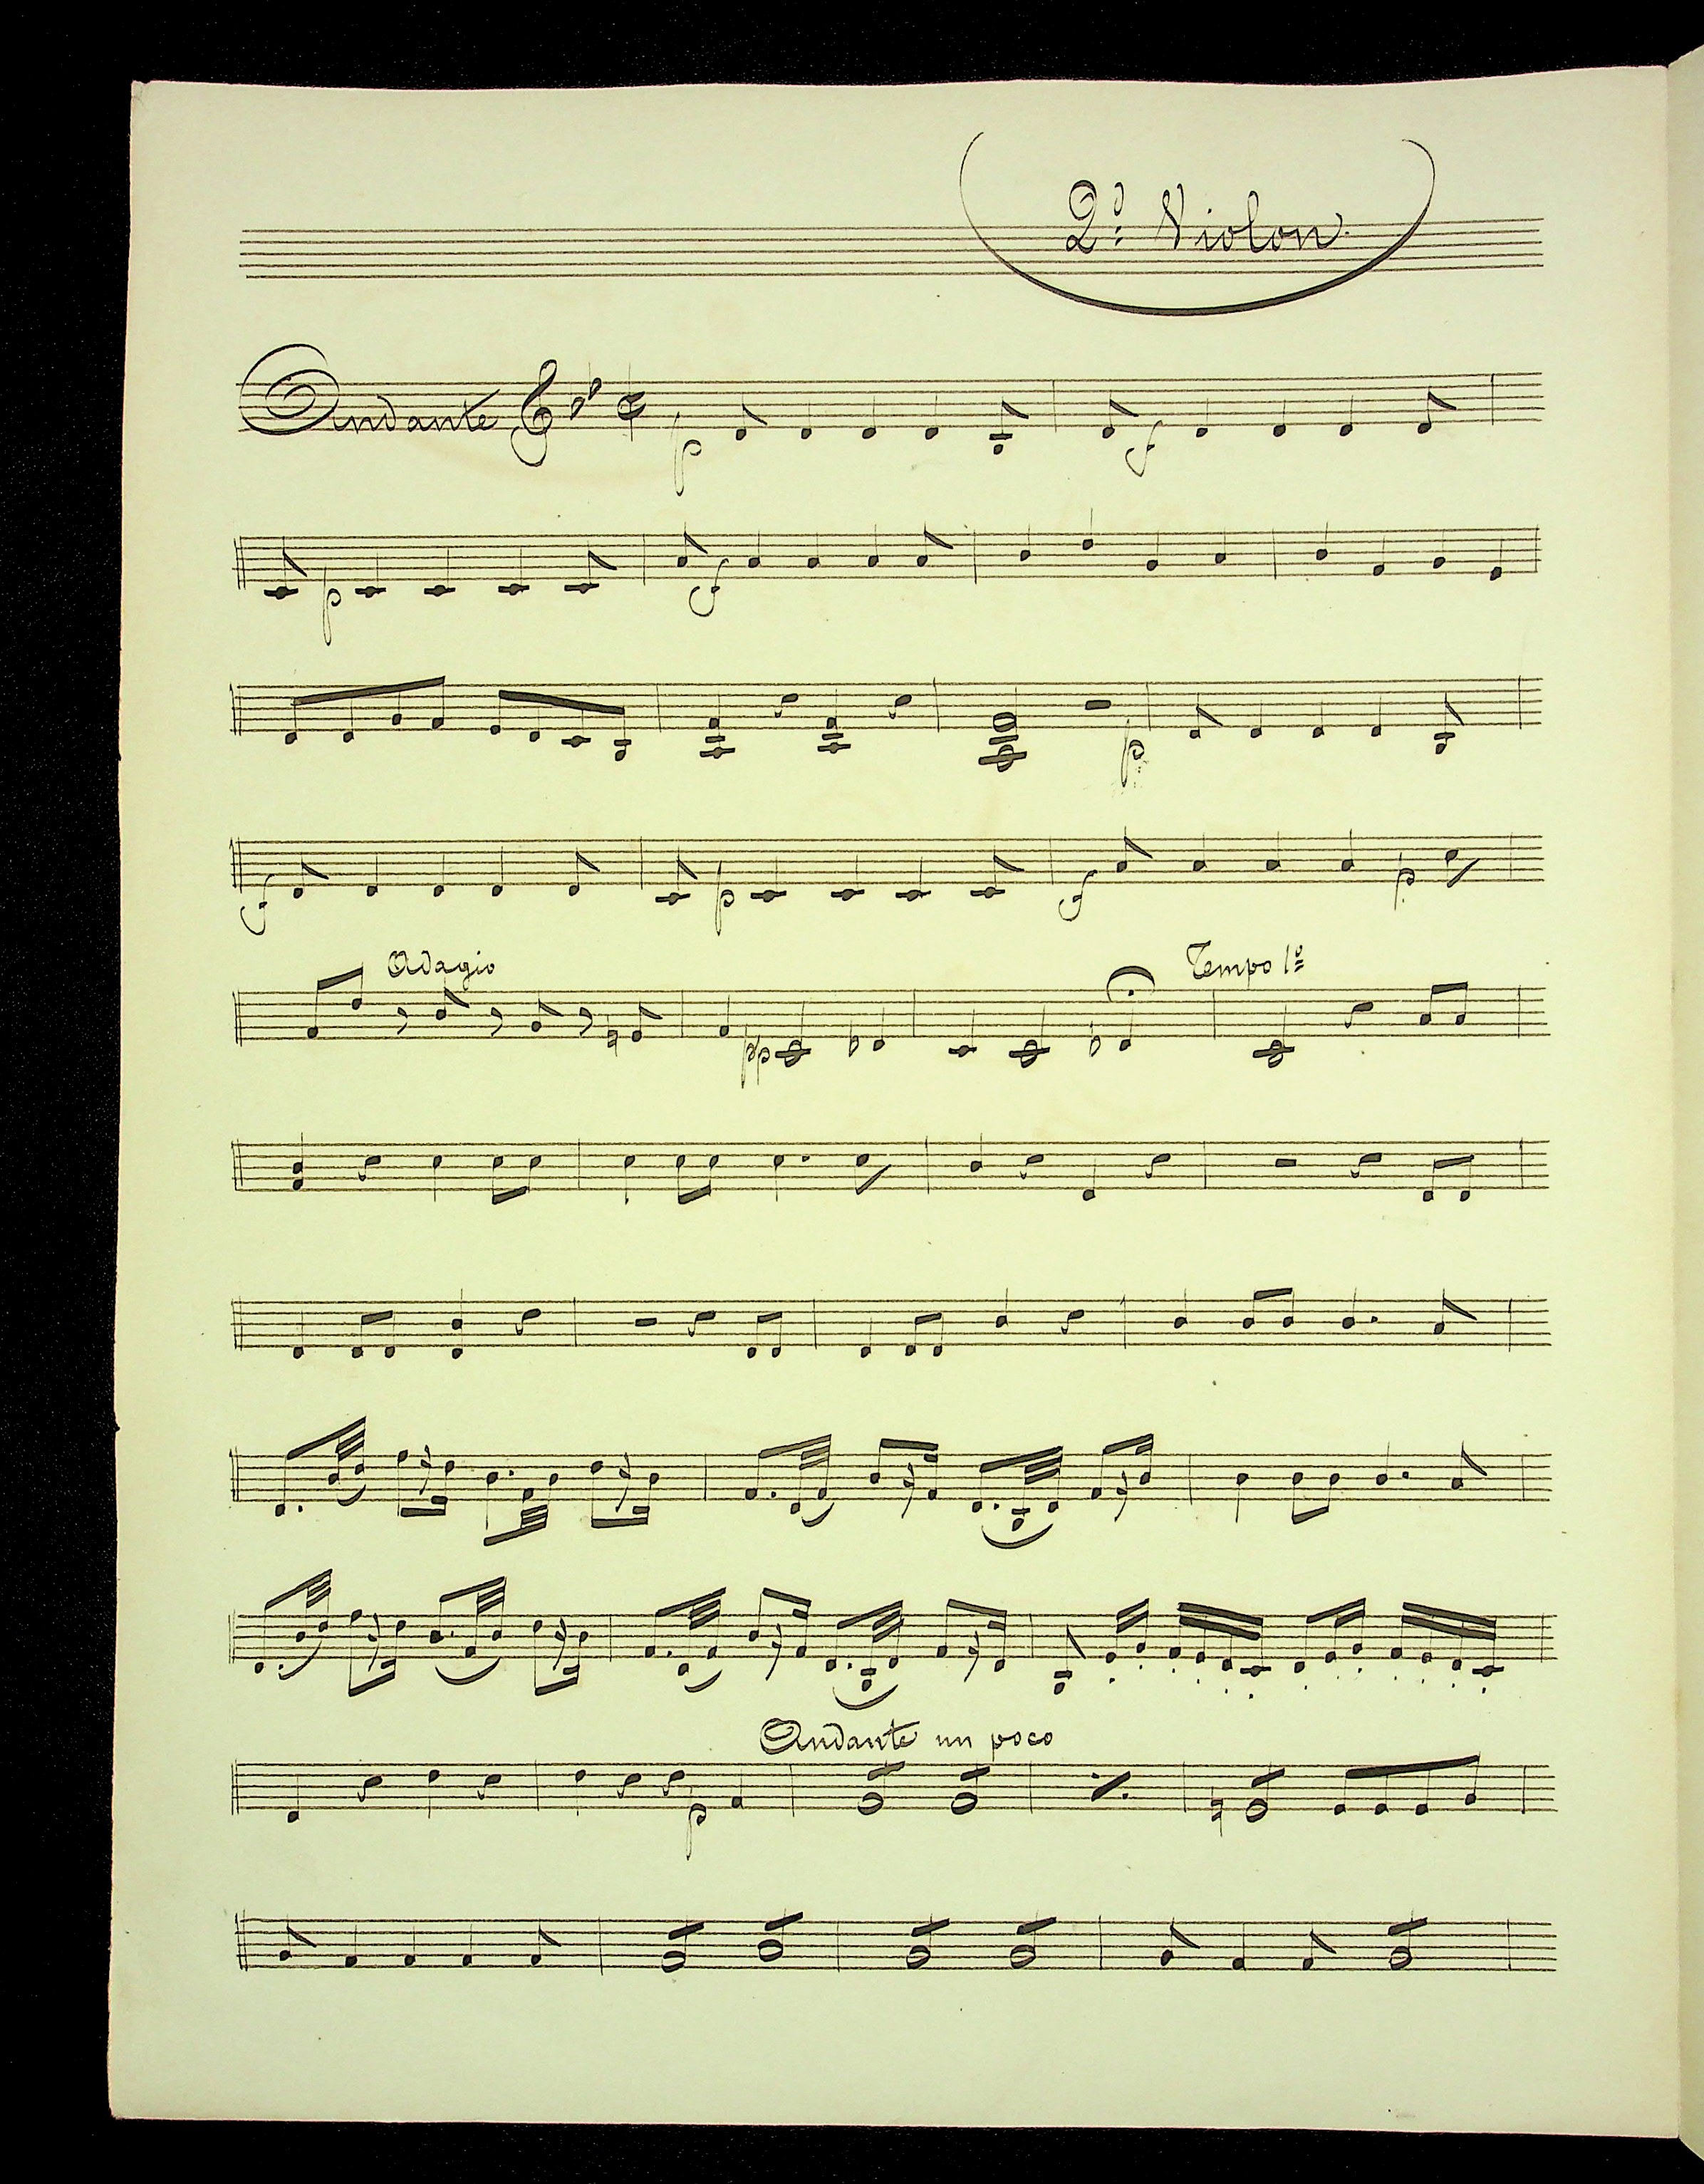 2º Violon.
Andante p f
p f
p
f p f p
Adagio Tempo 1º
pp
Andante un poco
p